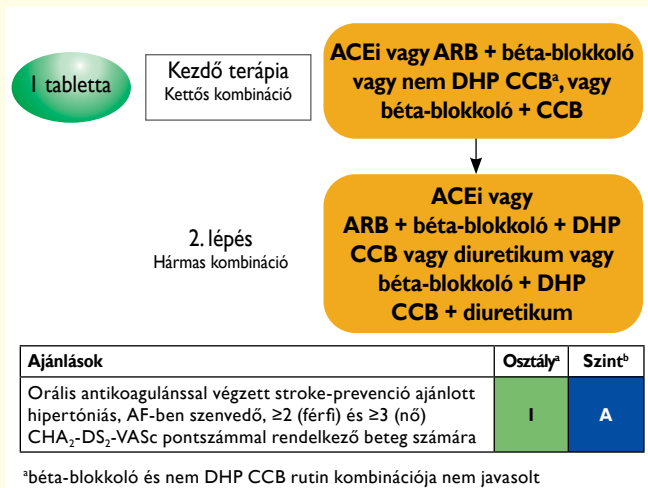 1 tabletta
Kezdő terápia
Kettős kombináció
ACEi vagy ARB + béta-blokkoló
vagy nem DHP CCBᵃ, vagy
béta-blokkoló + CCB
2. lépés
Hármas kombináció
ACEi vagy
ARB + béta-blokkoló + DHP
CCB vagy diuretikum vagy
béta-blokkoló + DHP
CCB + diuretikum
Ajánlások Osztályᵃ Szintᵇ
Orális antikoagulánssal végzett stroke-prevenció ajánlott
hipertóniás, AF-ben szenvedő, ≥2 (férfi) és ≥3 (nő)
CHA₂-DS₂-VASc pontszámmal rendelkező beteg számára
I A
ᵃbéta-blokkoló és nem DHP CCB rutin kombinációja nem javasolt